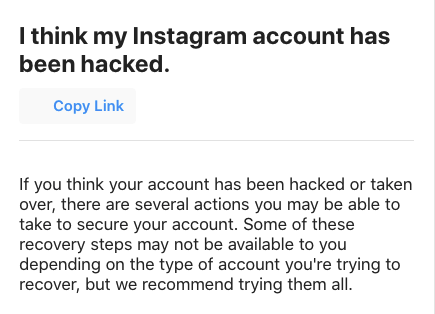 I think my Instagram account has
been hacked.
Copy Link
If you think your account has been hacked or taken
over, there are several actions you may be able to
take to secure your account. Some of these
recovery steps may not be available to you
depending on the type of account you're trying to
recover, but we recommend trying them all.